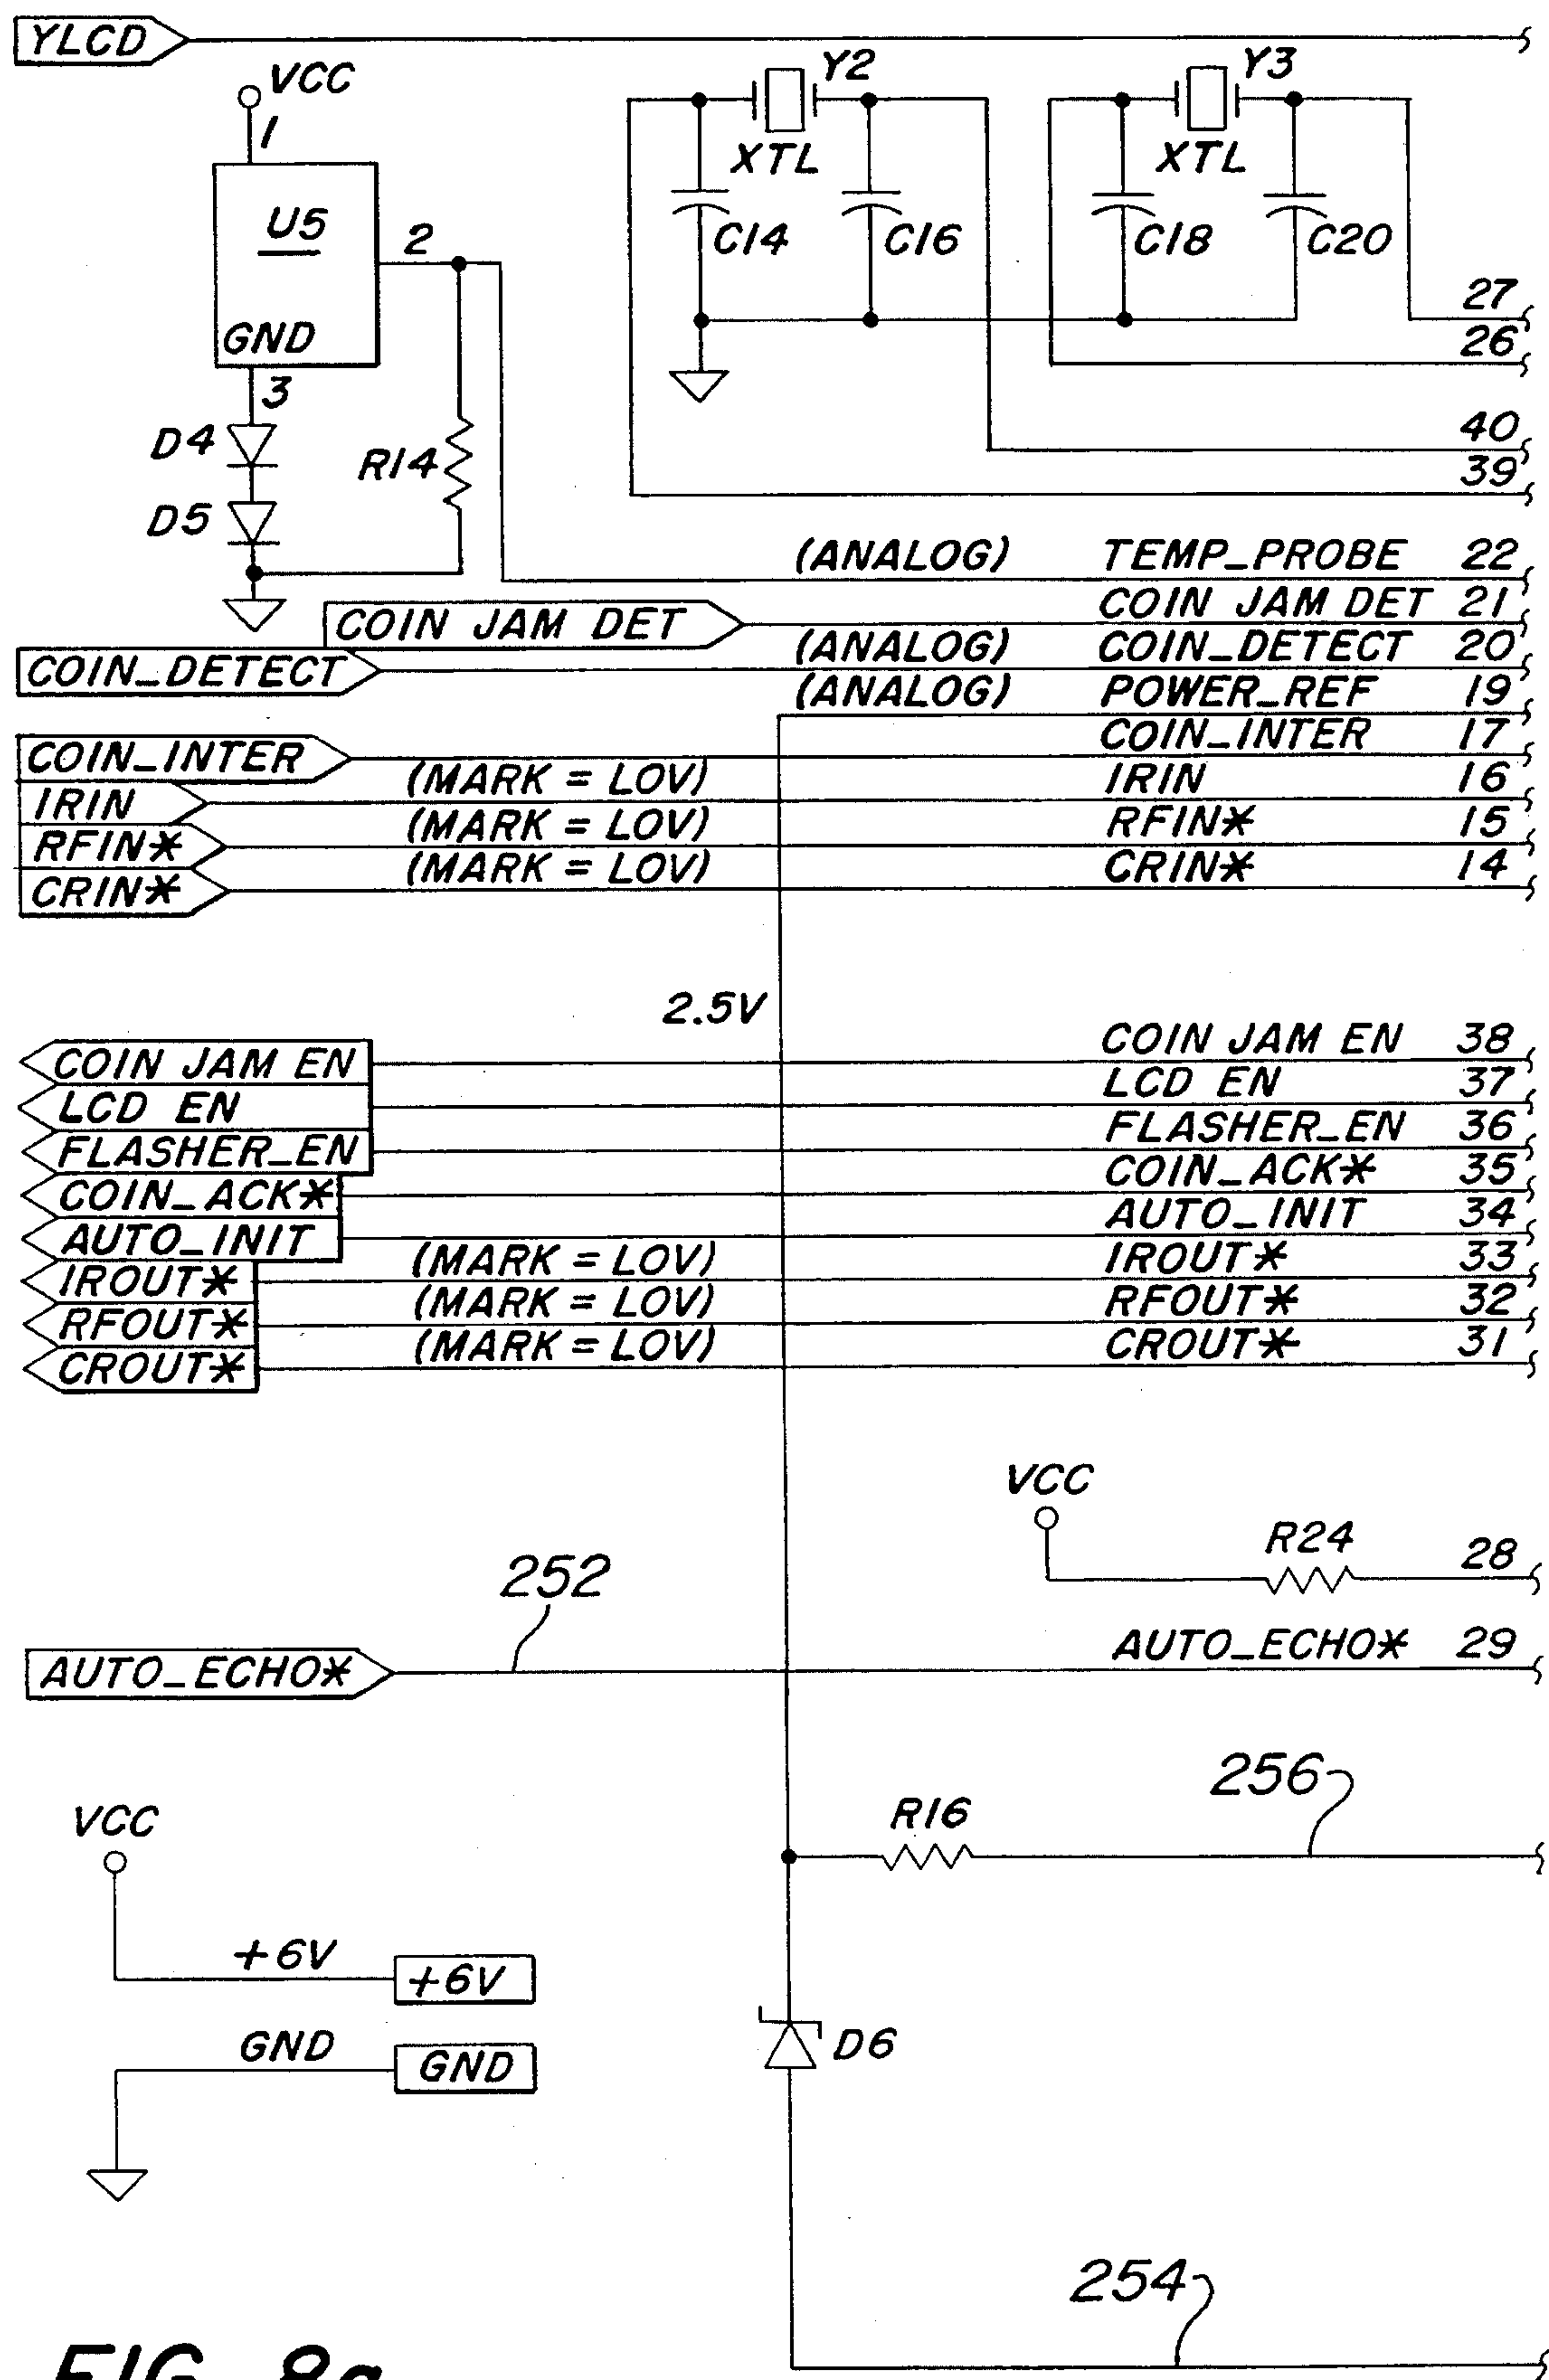 YLCD
VCC
1
U5
2
GND
3
D4
D5
R14
Y2
XTL
C14
C16
Y3
XTL
C18
C20
27
26
40
39
(ANALOG) TEMP_PROBE 22
COIN JAM DET COIN JAM DET 21
COIN_DETECT (ANALOG) COIN_DETECT 20
(ANALOG) POWER_REF 19
COIN_INTER COIN_INTER 17
IRIN (MARK = LOV) IRIN 16
RFIN* (MARK = LOV) RFIN* 15
CRIN* (MARK = LOV) CRIN* 14
2.5V
COIN JAM EN COIN JAM EN 38
LCD EN LCD EN 37
FLASHER_EN FLASHER_EN 36
COIN_ACK* COIN_ACK* 35
AUTO_INIT AUTO_INIT 34
IROUT* (MARK = LOV) IROUT* 33
RFOUT* (MARK = LOV) RFOUT* 32
CROUT* (MARK = LOV) CROUT* 31
VCC
R24 28
252
AUTO_ECHO* AUTO_ECHO* 29
256
VCC
R16
+6V +6V
GND GND
D6
254
FIG. 8a